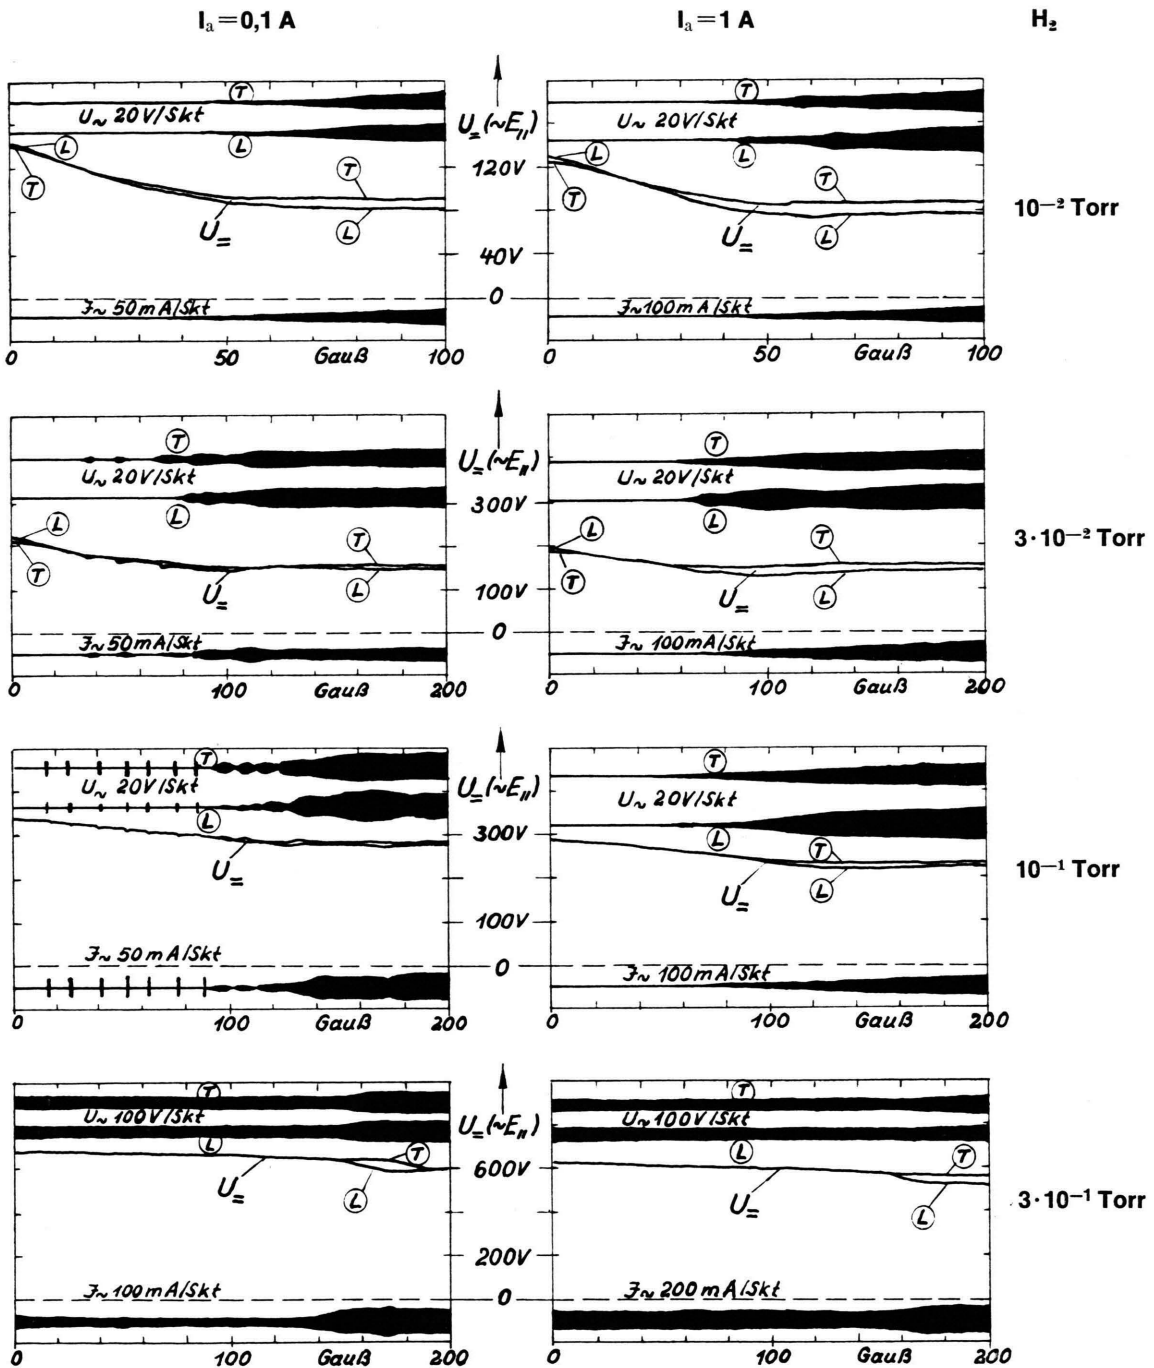 Iₐ=0,1 A
Iₐ=1 A
H₂
T
U~ 20V/Skt
L
L
T
T
U=
L
J~ 50mA/Skt
0 50 Gauß 100
U=(~E∥)
120V
40V
0
T
U~ 20V/Skt
L
L
T
T
U=
L
J~100mA/Skt
0 50 Gauß 100
10⁻² Torr
T
U~ 20V/Skt
L
L
T
T
U=
L
J~50mA/Skt
0 100 Gauß 200
U=(~E∥)
300V
100V
0
T
U~ 20V/Skt
L
L
T
T
U=
L
J~100mA/Skt
0 100 Gauß 200
3·10⁻² Torr
T
U~ 20V/Skt
L
U=
J~ 50mA/Skt
0 100 Gauß 200
U=(~E∥)
300V
100V
0
T
U~ 20V/Skt
L
T
U=
L
J~ 100mA/Skt
0 100 Gauß 200
10⁻¹ Torr
T
U~ 100V/Skt
L
T
U=
L
J~100mA/Skt
0 100 Gauß 200
U=(~E∥)
600V
200V
0
T
U~100V/Skt
L
T
U=
L
J~ 200mA/Skt
0 100 Gauß 200
3·10⁻¹ Torr